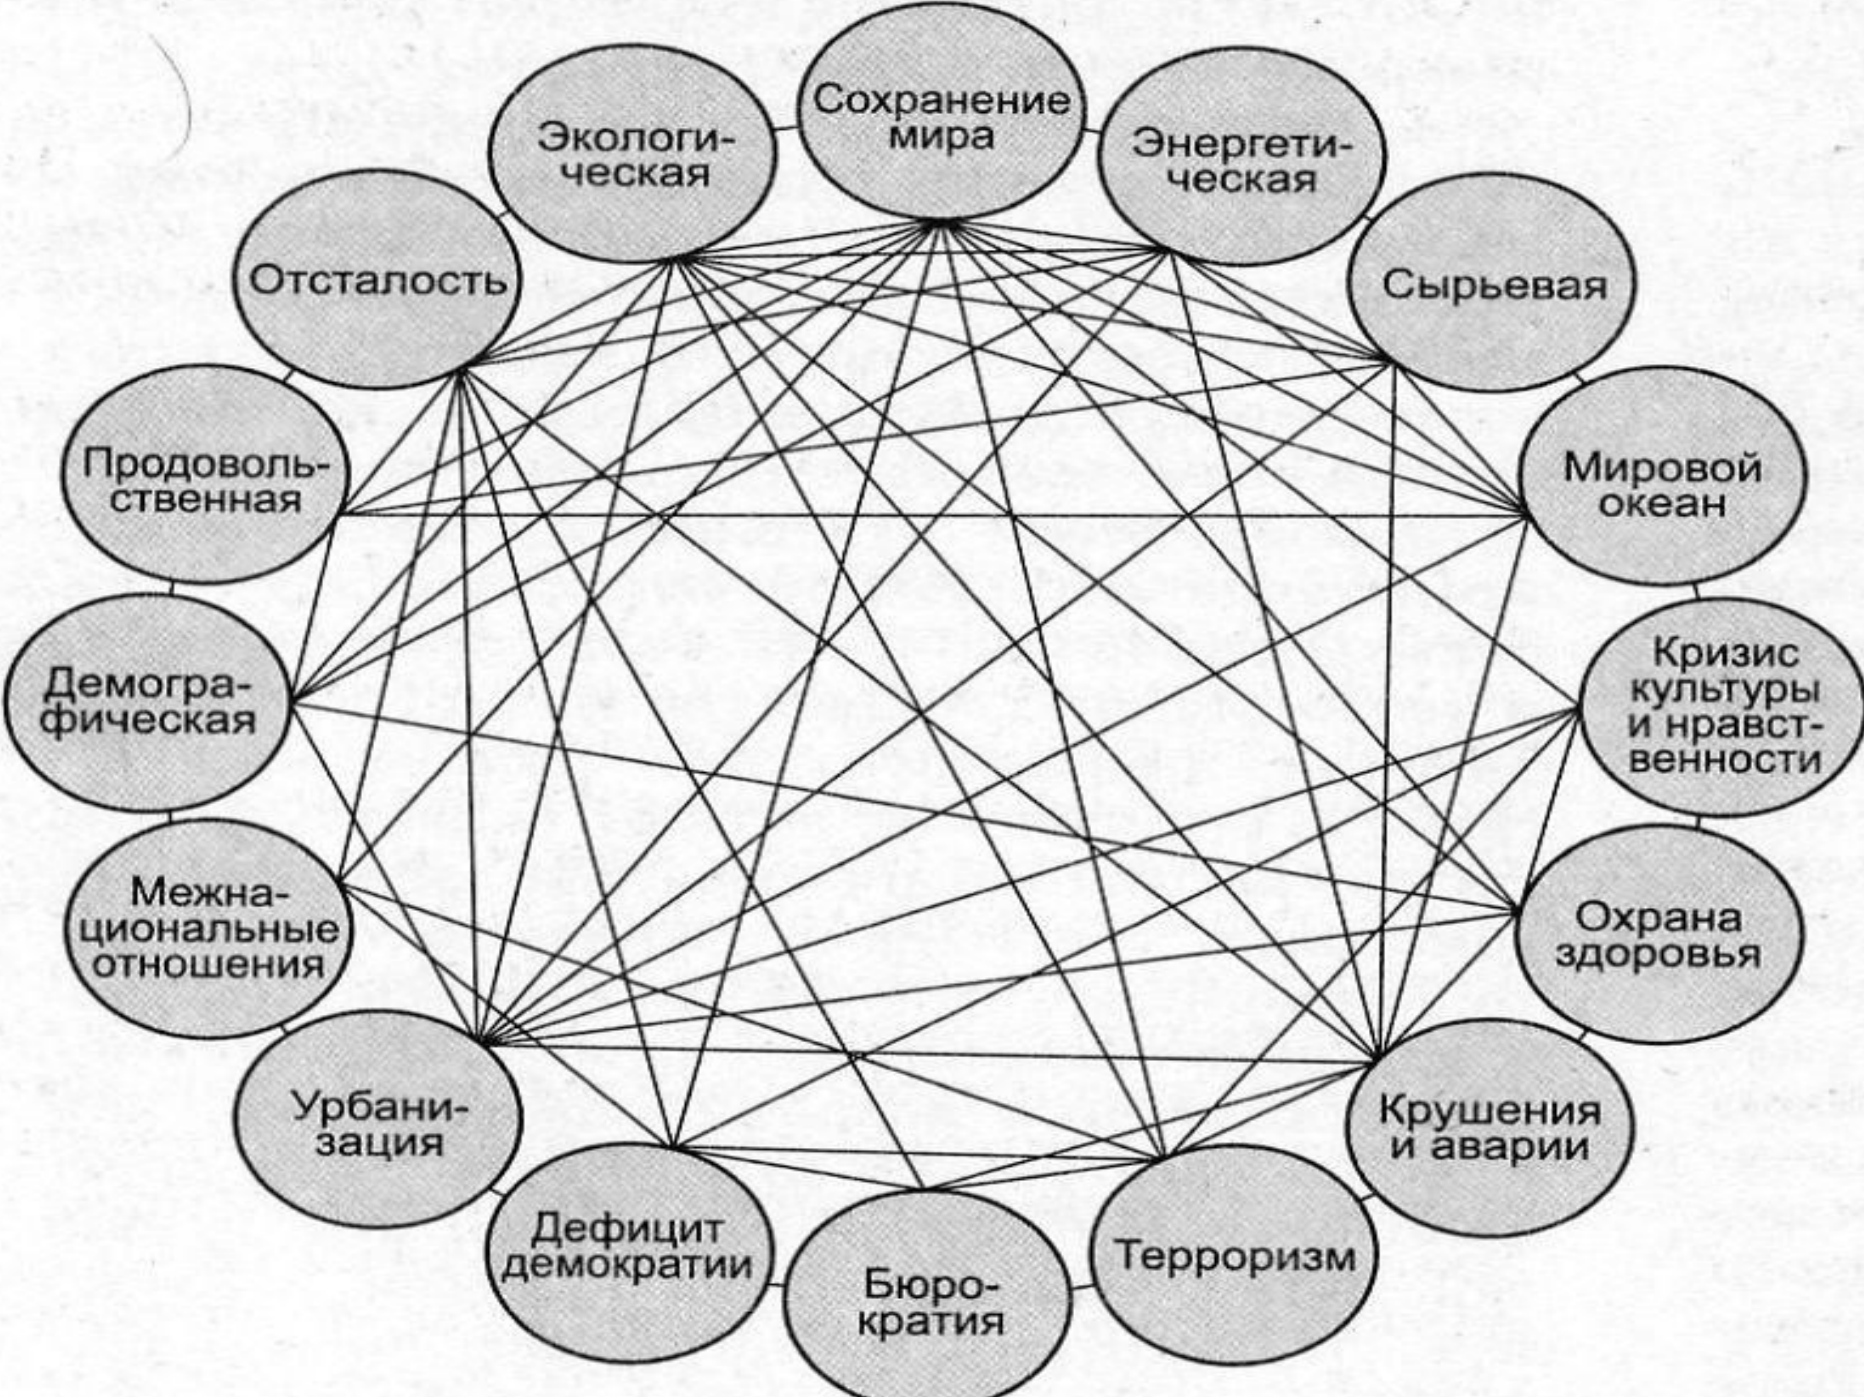 Сохранение
мира
Экологи-
ческая
Энергети-
ческая
Отсталость
Сырьевая
Продоволь-
ственная
Мировой
океан
Демогра-
фическая
Кризис
культуры
и нравст-
венности
Межна-
циональные
отношения
Охрана
здоровья
Урбани-
зация
Крушения
и аварии
Дефицит
демократии
Бюро-
кратия
Терроризм